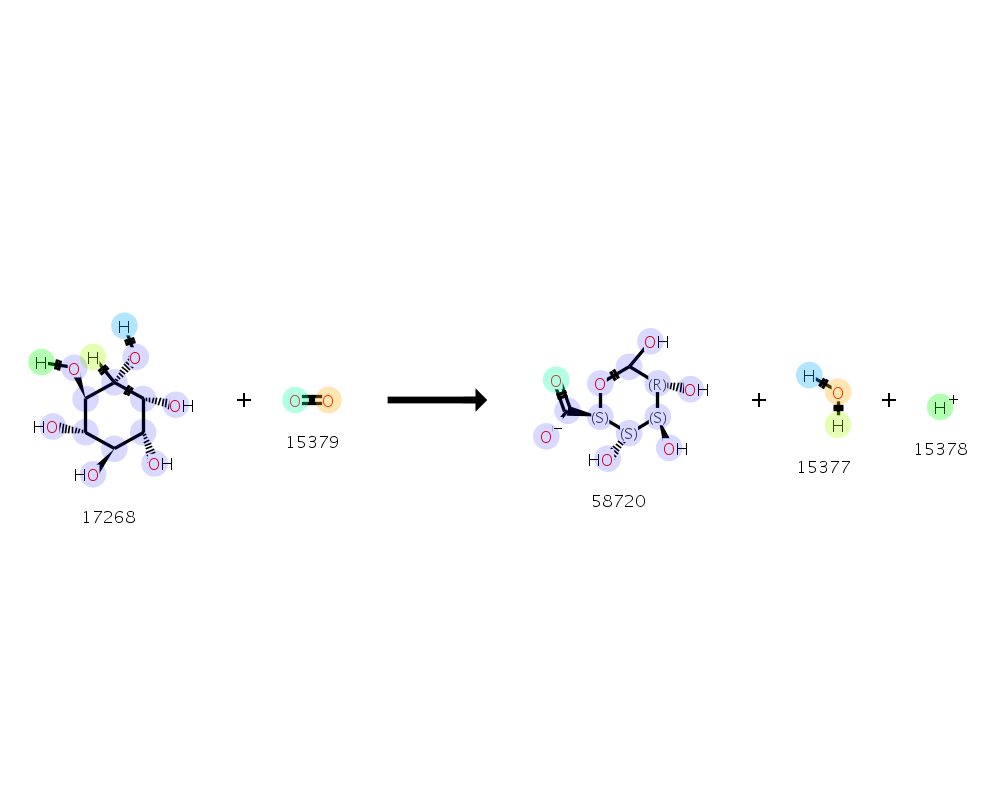 H
O
H
H
O
OH
HO
OH
HO
17268
+
O
O
15379
OH
O
O
(R)
OH
(S)
(S)
(S)
O−
HO
OH
58720
+
H
O
H
15377
+
H+
15378